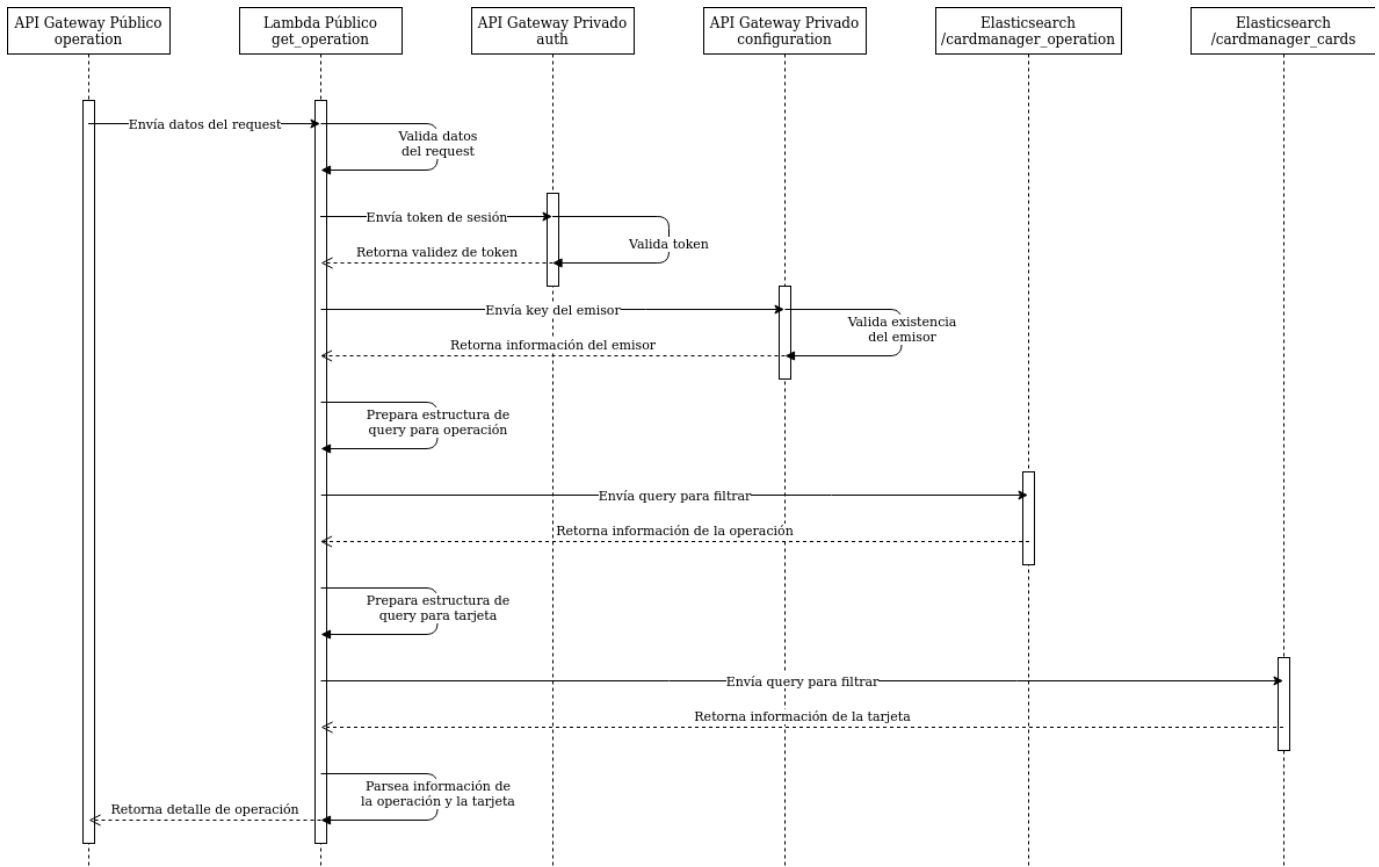 API Gateway Público
operation
Lambda Público
get_operation
API Gateway Privado
auth
API Gateway Privado
configuration
Elasticsearch
/cardmanager_operation
Elasticsearch
/cardmanager_cards
Envía datos del request
Valida datos
del request
Envía token de sesión
Valida token
Retorna validez de token
Envía key del emisor
Valida existencia
del emisor
Retorna información del emisor
Prepara estructura de
query para operación
Envía query para filtrar
Retorna información de la operación
Prepara estructura de
query para tarjeta
Envía query para filtrar
Retorna información de la tarjeta
Parsea información de
la operación y la tarjeta
Retorna detalle de operación